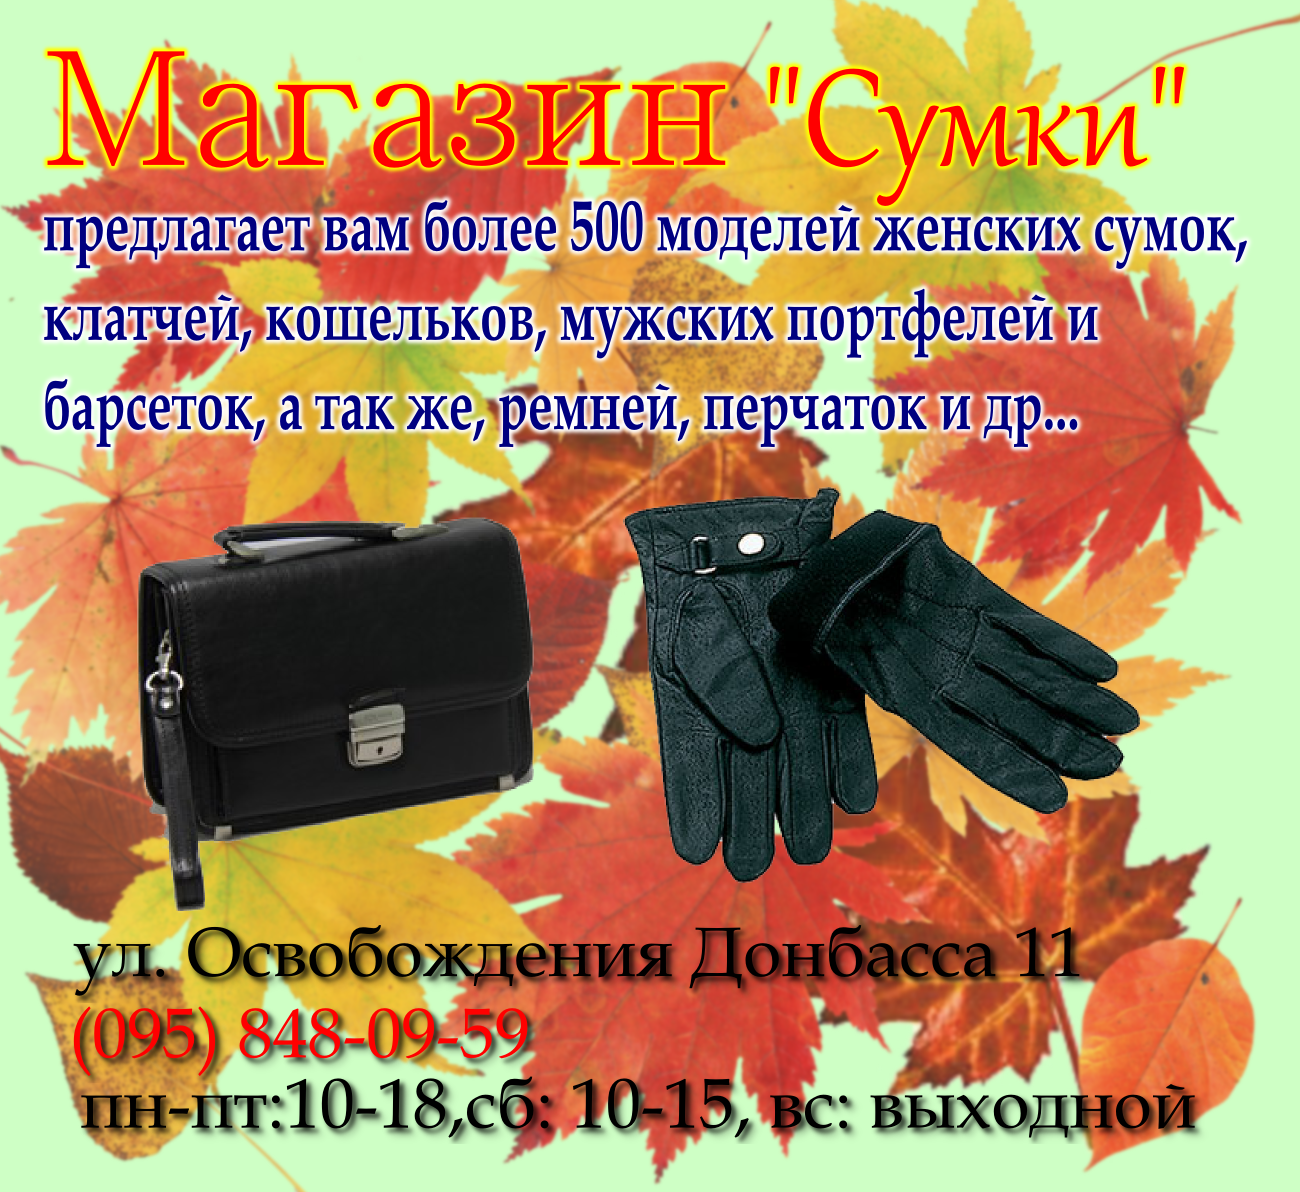 Магазин "Сумки"
предлагает вам более 500 моделей женских сумок,
клатчей, кошельков, мужских портфелей и
барсеток, а так же, ремней, перчаток и др...
ул. Освобождения Донбасса 11
(095) 848-09-59
пн-пт:10-18,сб: 10-15, вс: выходной